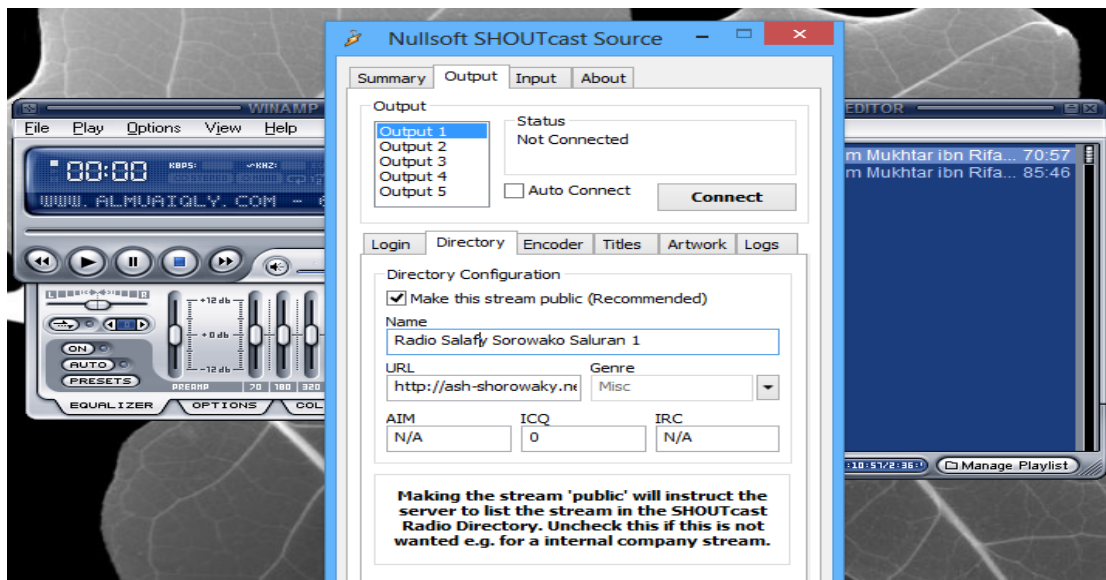 Nullsoft SHOUTcast Source
Summary Output Input About
Output
Output 1
Output 2
Output 3
Output 4
Output 5
Status
Not Connected
Auto Connect
Connect
Login Directory Encoder Titles Artwork Logs
Directory Configuration
Make this stream public (Recommended)
Name
Radio Salafy Sorowako Saluran 1
URL
http://ash-shorowaky.ne
Genre
Misc
AIM
N/A
ICQ
0
IRC
N/A
Making the stream 'public' will instruct the
server to list the stream in the SHOUTcast
Radio Directory. Uncheck this if this is not
wanted e.g. for a internal company stream.
WINAMP
File Play Options View Help
00:00
KBPS:
KHZ:
WWW. ALMUAIQLY. COM -
+12 db
+0 db
-12 db
ON
AUTO
PRESETS
PREAMP 70 180 320
EQUALIZER OPTIONS COL
EDITOR
m Mukhtar ibn Rifa... 70:57
m Mukhtar ibn Rifa... 85:46
Manage Playlist